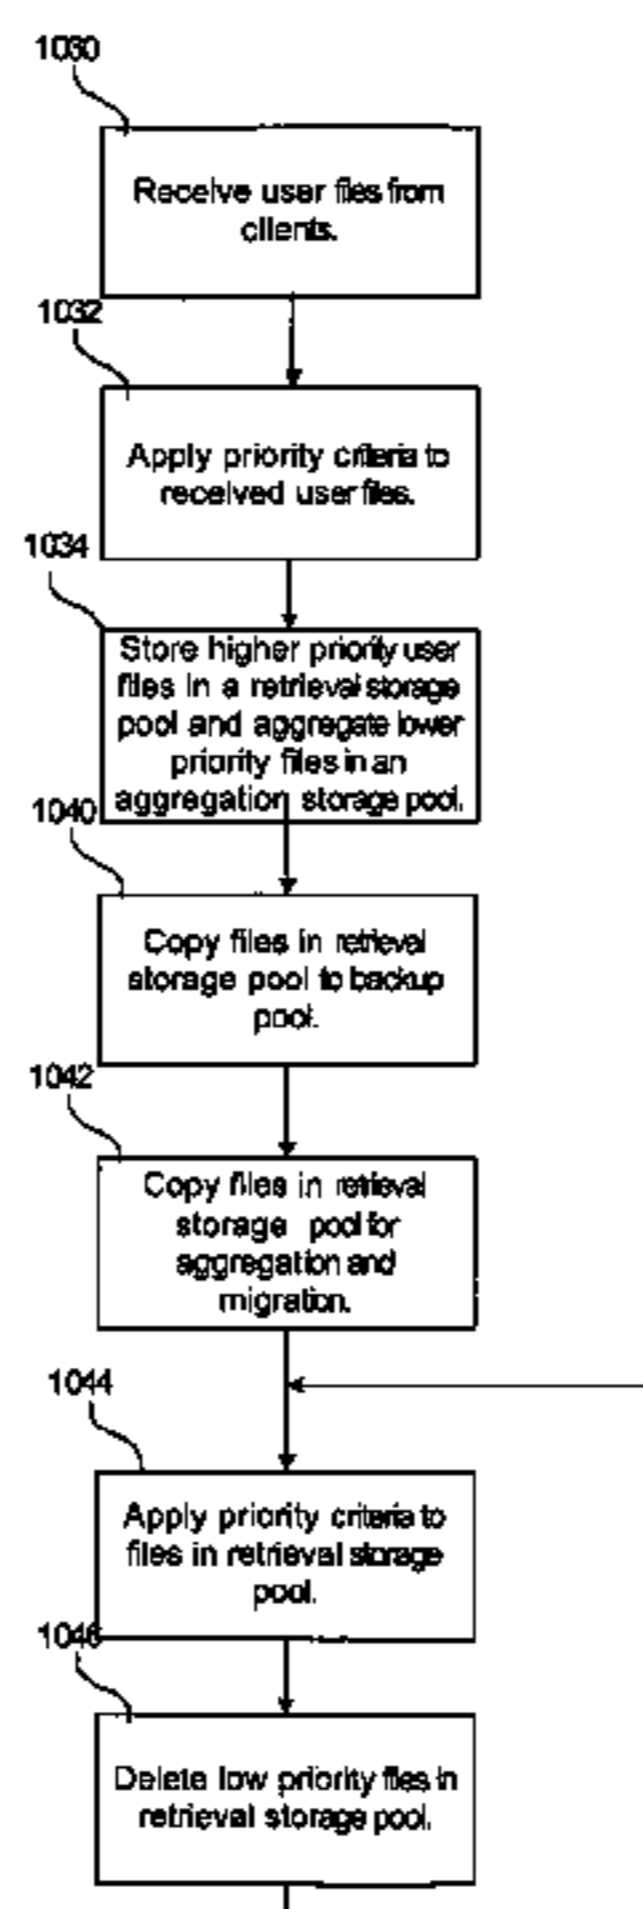 1030
Receive user files from
clients.
1032
Apply priority criteria to
received user files.
1034
Store higher priority user
files in a retrieval storage
pool and aggregate lower
priority files in an
aggregation storage pool.
1040
Copy files in retrieval
storage pool to backup
pool.
1042
Copy files in retrieval
storage pool for
aggregation and
migration.
1044
Apply priority criteria to
files in retrieval storage
pool.
1046
Delete low priority files in
retrieval storage pool.